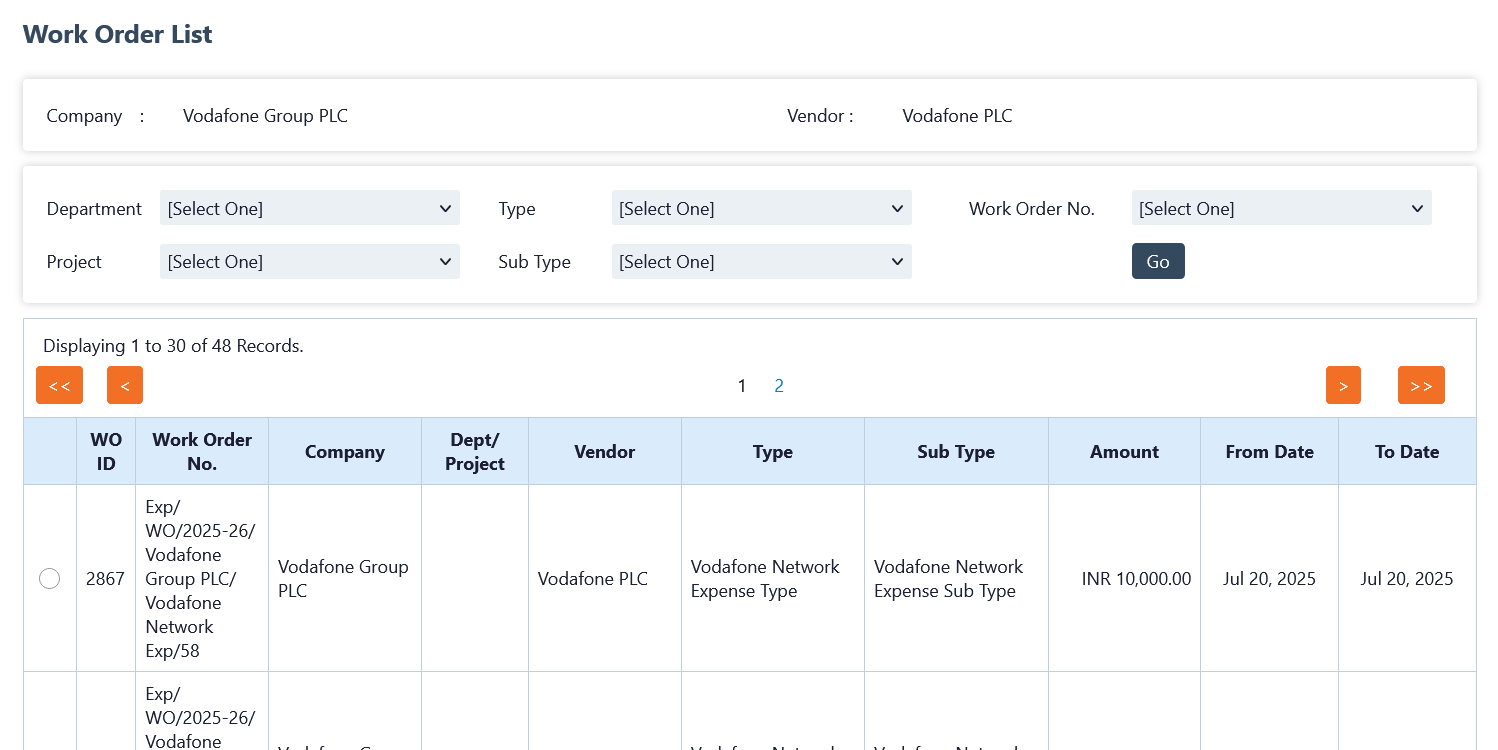 Work Order List
Company : Vodafone Group PLC Vendor : Vodafone PLC
Department [Select One] Type [Select One] Work Order No. [Select One]
Project [Select One] Sub Type [Select One] Go
Displaying 1 to 30 of 48 Records.
<< < 1 2 > >>
WO ID Work Order No. Company Dept/ Project Vendor Type Sub Type Amount From Date To Date
2867
Exp/
WO/2025-26/
Vodafone
Group PLC/
Vodafone
Network
Exp/58
Vodafone Group
PLC
Vodafone PLC
Vodafone Network
Expense Type
Vodafone Network
Expense Sub Type
INR 10,000.00
Jul 20, 2025
Jul 20, 2025
Exp/
WO/2025-26/
Vodafone